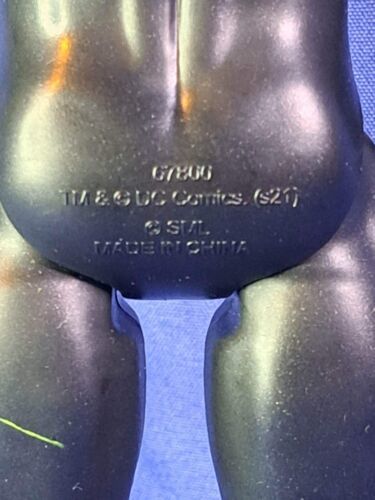 67800
TM & © DC Comics. (s21)
© SML
MADE IN CHINA